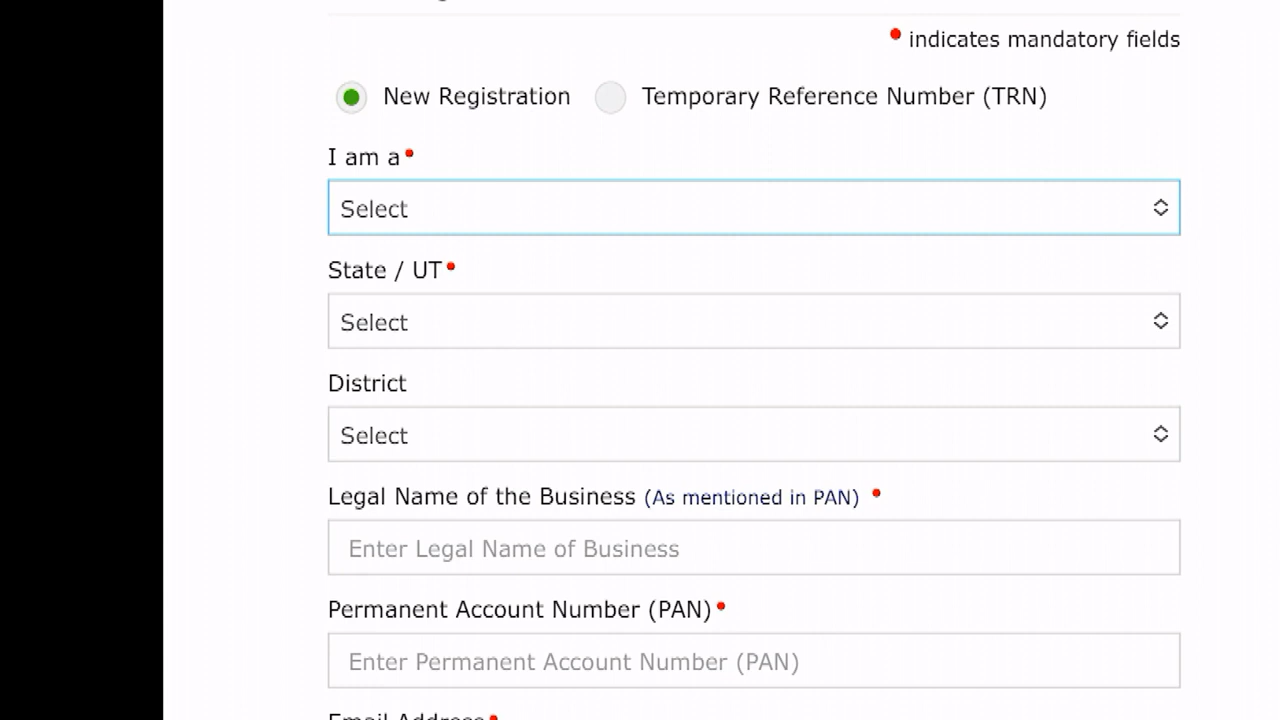 indicates mandatory fields
New Registration Temporary Reference Number (TRN)
I am a
Select
State / UT
Select
District
Select
Legal Name of the Business (As mentioned in PAN)
Enter Legal Name of Business
Permanent Account Number (PAN)
Enter Permanent Account Number (PAN)
Email Address